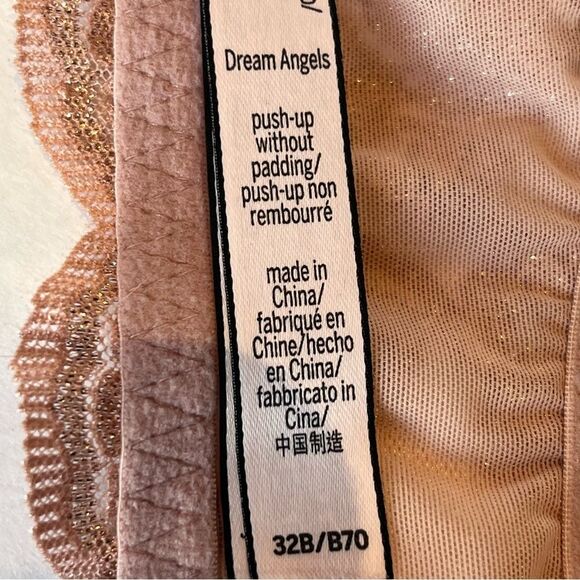 Dream Angels
push-up
without
padding/
push-up non
rembourré
made in
China/
fabriqué en
Chine/hecho
en China/
fabbricato in
Cina/
中国制造
32B/B70